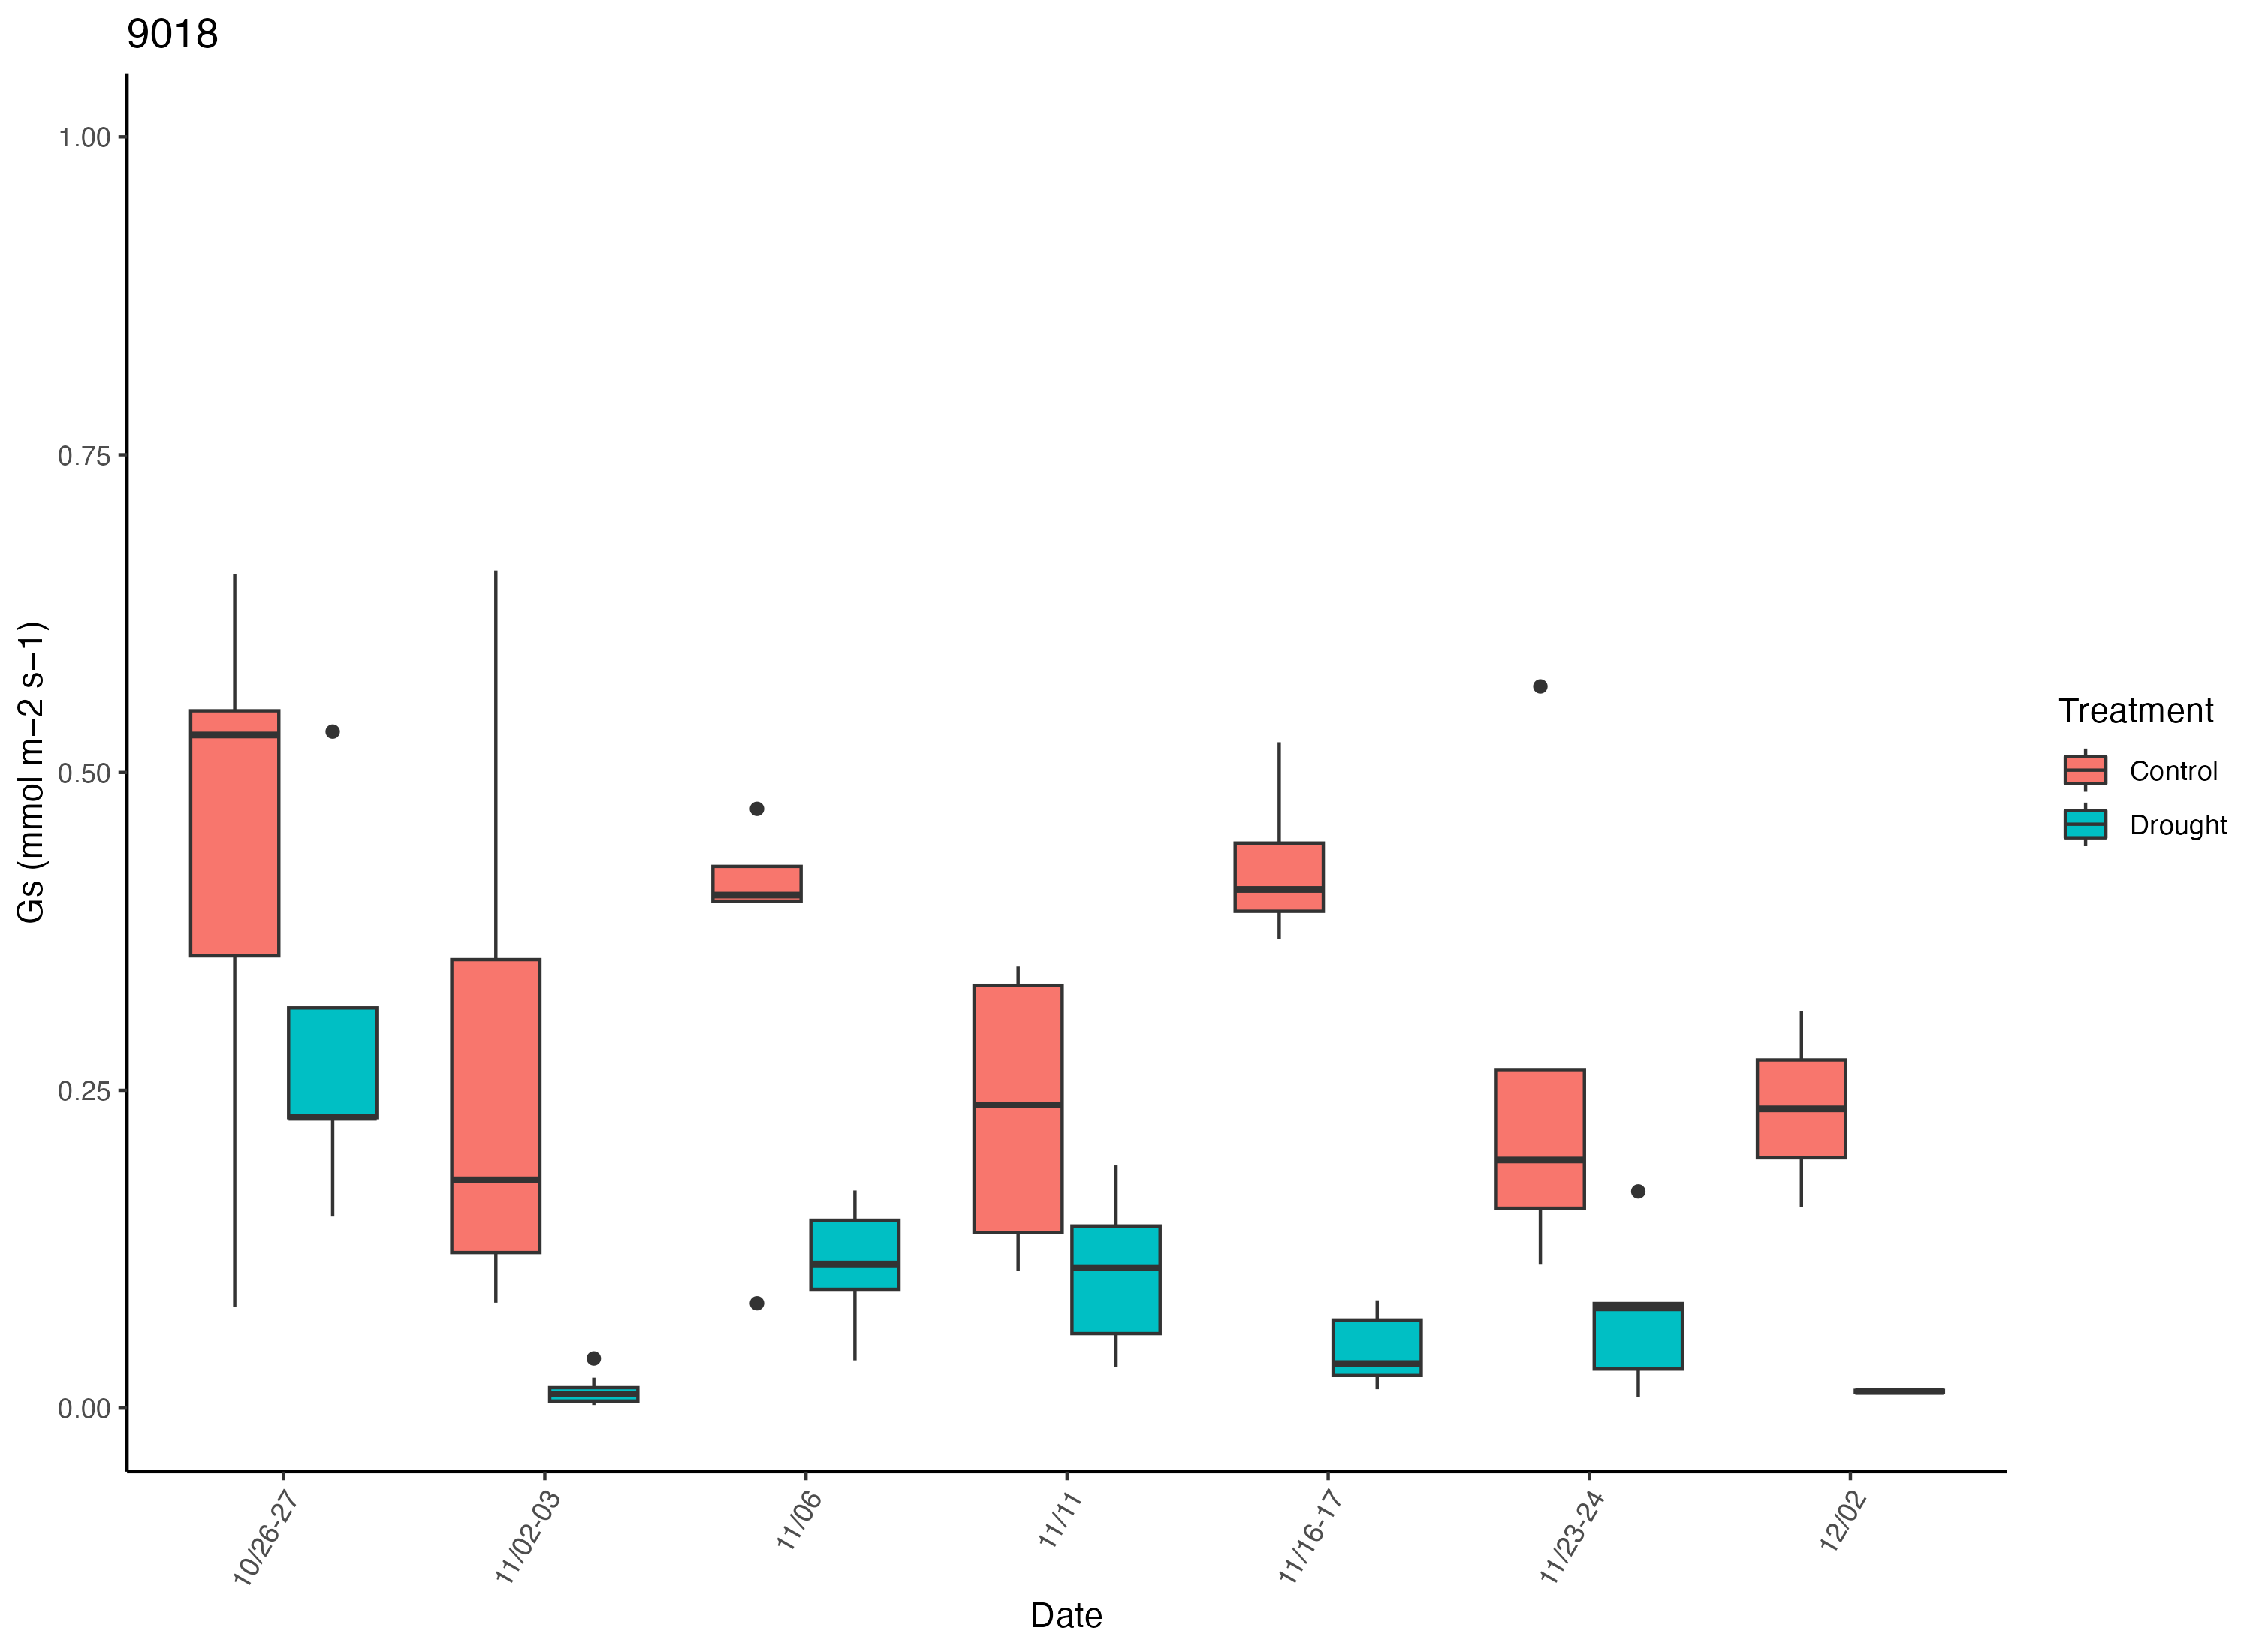 9018
1.00
0.75
0.50
0.25
0.00
Gs (mmol m−2 s−1)
10/26-27
11/02-03
11/06
11/11
11/16-17
11/23-24
12/02
Date
Treatment
Control
Drought